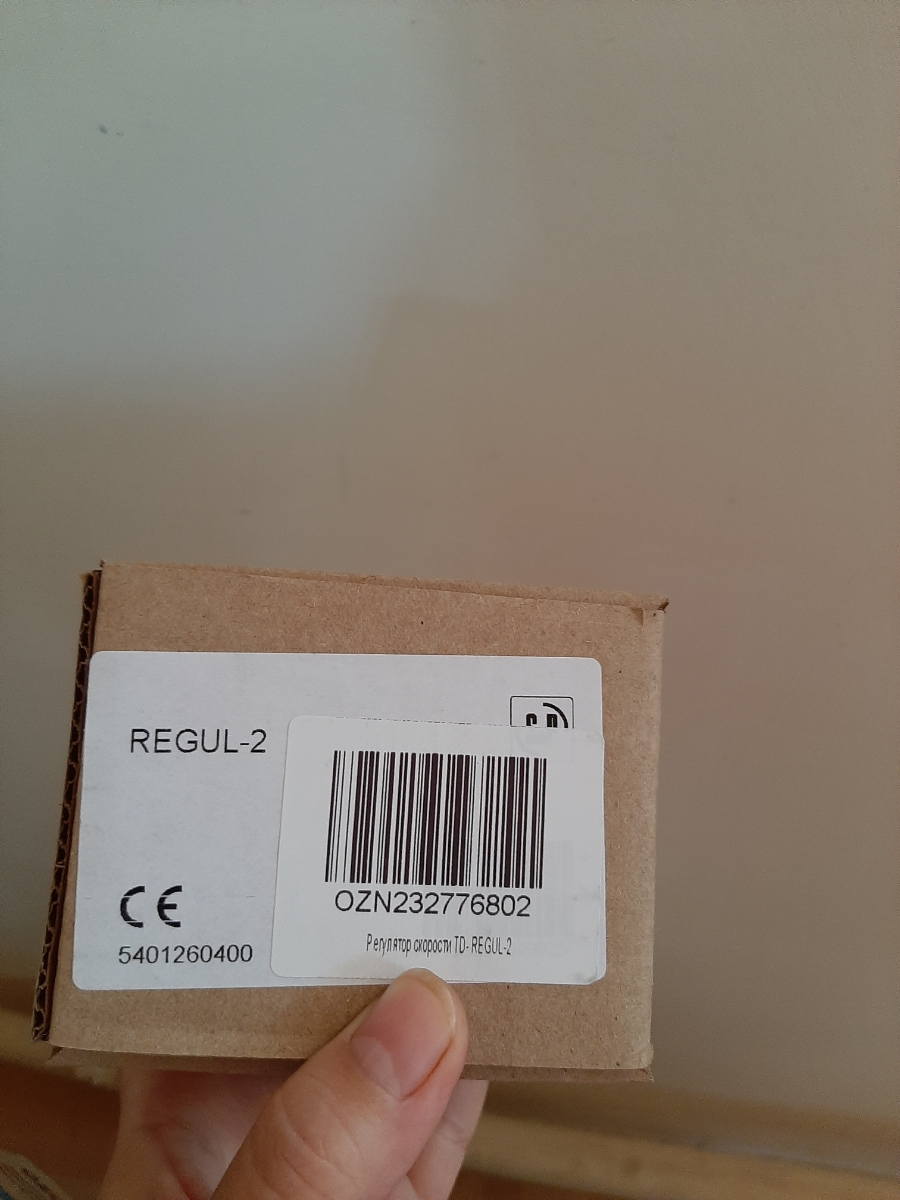 REGUL-2
OZN232776802
CE
5401260400
Регулятор скорости TD- REGUL-2